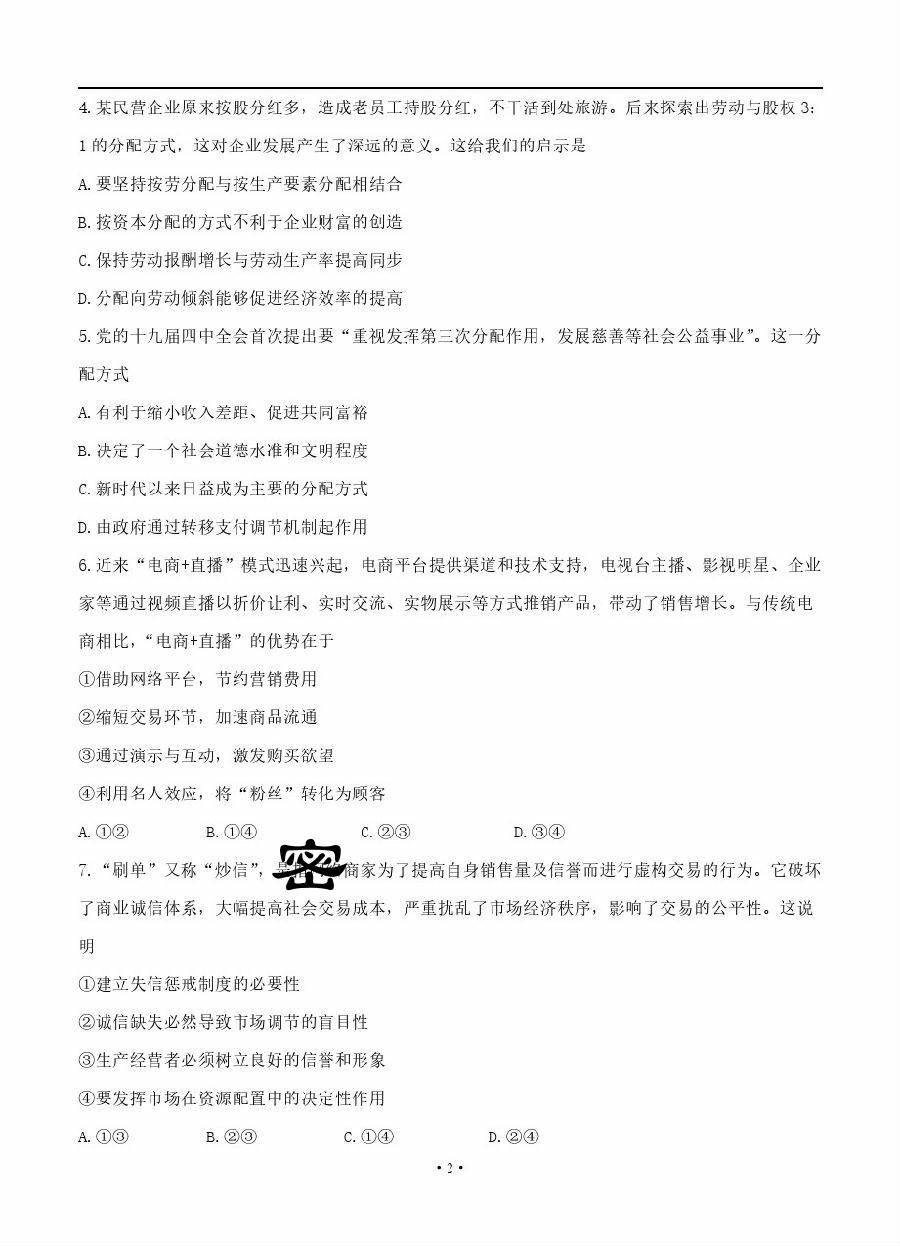 4. 某民营企业原来按股分红多，造成老员工持股分红，不干活到处旅游。后来探索出劳动与股权 3：
1 的分配方式，这对企业发展产生了深远的意义。这给我们的启示是
A. 要坚持按劳分配与按生产要素分配相结合
B. 按资本分配的方式不利于企业财富的创造
C. 保持劳动报酬增长与劳动生产率提高同步
D. 分配向劳动倾斜能够促进经济效率的提高
5. 党的十九届四中全会首次提出要“重视发挥第三次分配作用，发展慈善等社会公益事业”。这一分
配方式
A. 有利于缩小收入差距、促进共同富裕
B. 决定了一个社会道德水准和文明程度
C. 新时代以来日益成为主要的分配方式
D. 由政府通过转移支付调节机制起作用
6. 近来“电商+直播”模式迅速兴起，电商平台提供渠道和技术支持，电视台主播、影视明星、企业
家等通过视频直播以折价让利、实时交流、实物展示等方式推销产品，带动了销售增长。与传统电
商相比，“电商+直播”的优势在于
①借助网络平台，节约营销费用
②缩短交易环节，加速商品流通
③通过演示与互动，激发购买欲望
④利用名人效应，将“粉丝”转化为顾客
A. ①② B. ①④ C. ②③ D. ③④
密
7. “刷单”又称“炒信”，商家为了提高自身销售量及信誉而进行虚构交易的行为。它破坏
了商业诚信体系，大幅提高社会交易成本，严重扰乱了市场经济秩序，影响了交易的公平性。这说
明
①建立失信惩戒制度的必要性
②诚信缺失必然导致市场调节的盲目性
③生产经营者必须树立良好的信誉和形象
④要发挥市场在资源配置中的决定性作用
A. ①③ B. ②③ C. ①④ D. ②④
• 2 •